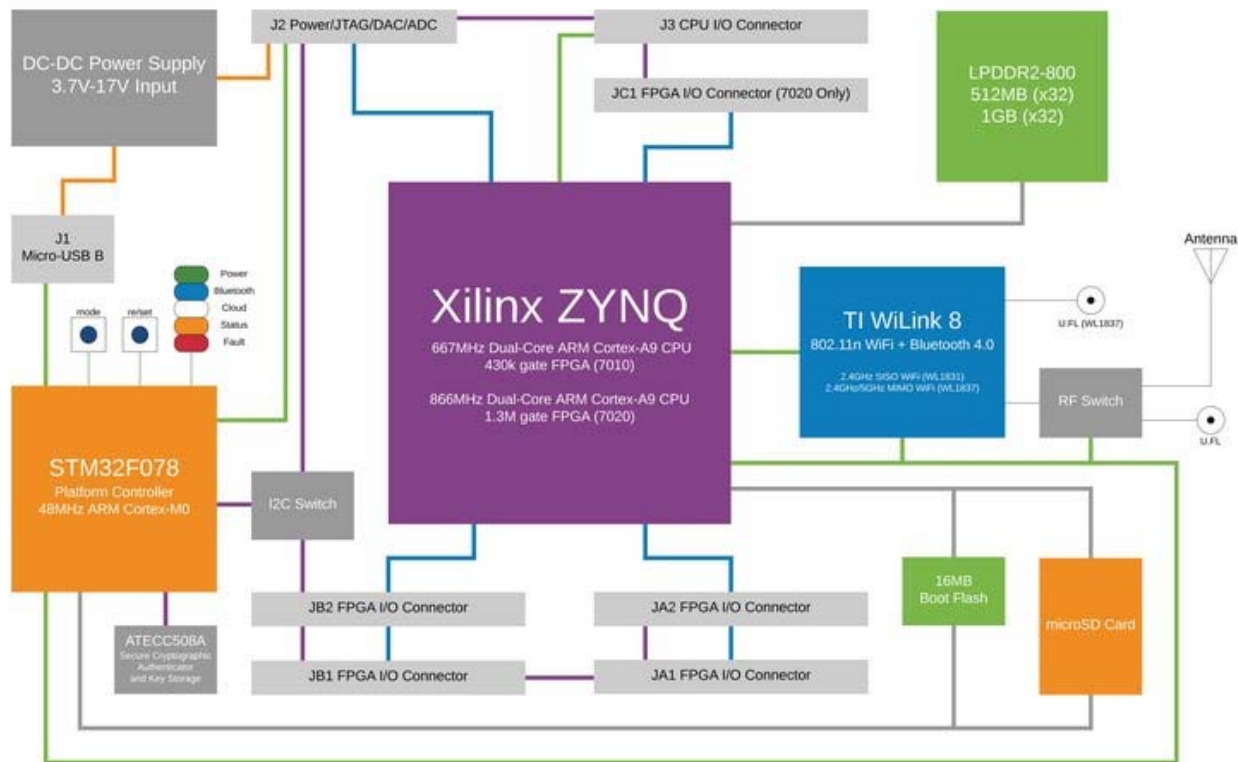 DC-DC Power Supply
3.7V-17V Input
J2 Power/JTAG/DAC/ADC
J3 CPU I/O Connector
JC1 FPGA I/O Connector (7020 Only)
LPDDR2-800
512MB (x32)
1GB (x32)
J1
Micro-USB B
Power
Bluetooth
Cloud
Status
Fault
mode
re/set
Xilinx ZYNQ
667MHz Dual-Core ARM Cortex-A9 CPU
430k gate FPGA (7010)
866MHz Dual-Core ARM Cortex-A9 CPU
1.3M gate FPGA (7020)
TI WiLink 8
802.11n WiFi + Bluetooth 4.0
2.4GHz SISO WiFi (WL1831)
2.4GHz/5GHz MIMO WiFi (WL1837)
U.FL (WL1837)
Antenna
RF Switch
U.FL
STM32F078
Platform Controller
48MHz ARM Cortex-M0
I2C Switch
ATECC508A
Secure Cryptographic
Authenticator
and Key Storage
JB2 FPGA I/O Connector
JB1 FPGA I/O Connector
JA2 FPGA I/O Connector
JA1 FPGA I/O Connector
16MB
Boot Flash
microSD Card